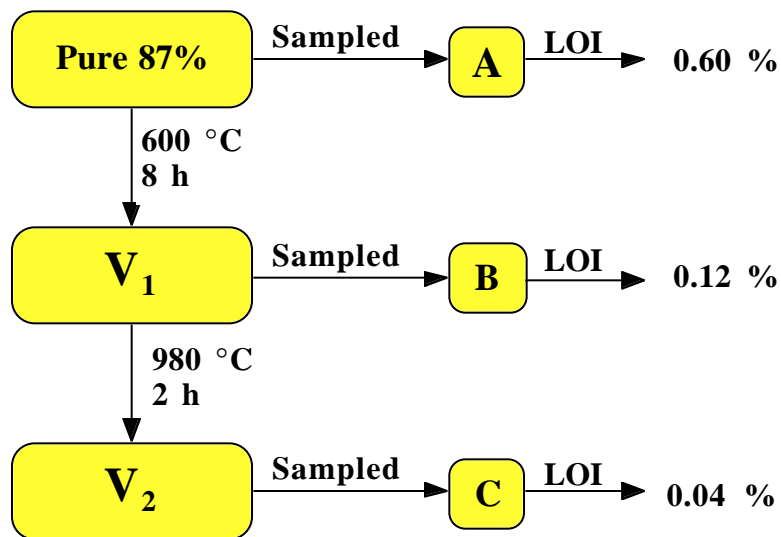 Pure 87%
Sampled
A
LOI
0.60 %
600 °C
8 h
V1
Sampled
B
LOI
0.12 %
980 °C
2 h
V2
Sampled
C
LOI
0.04 %